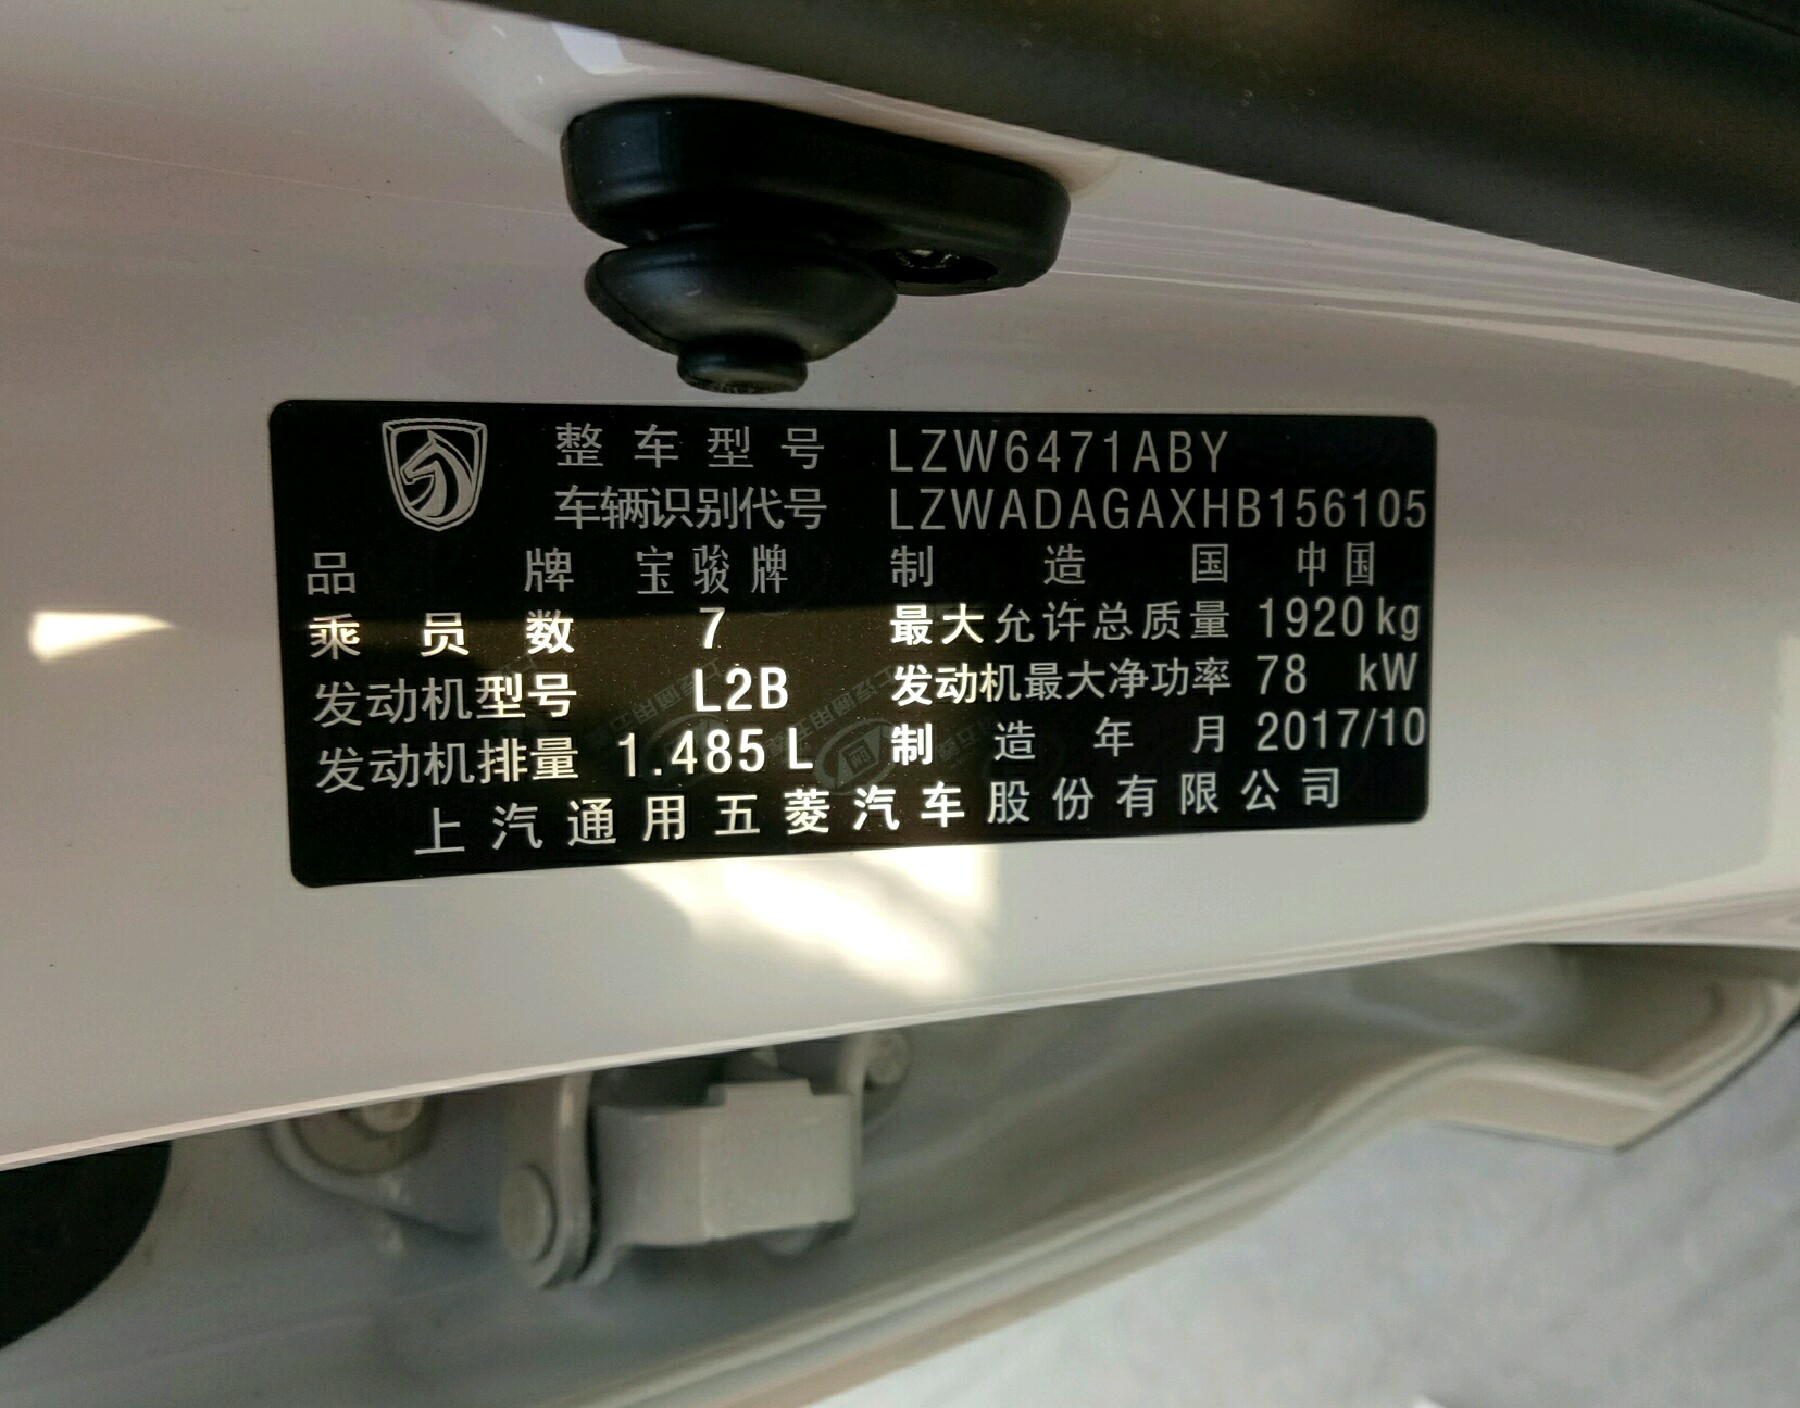 整车型号 LZW6471ABY
车辆识别代号 LZWADAGAXHB156105
品牌 宝骏牌 制造国 中国
乘员数 7 最大允许总质量 1920 kg
发动机型号 L2B 发动机最大净功率 78 kW
发动机排量 1.485 L 制造年月 2017/10
上汽通用五菱汽车股份有限公司